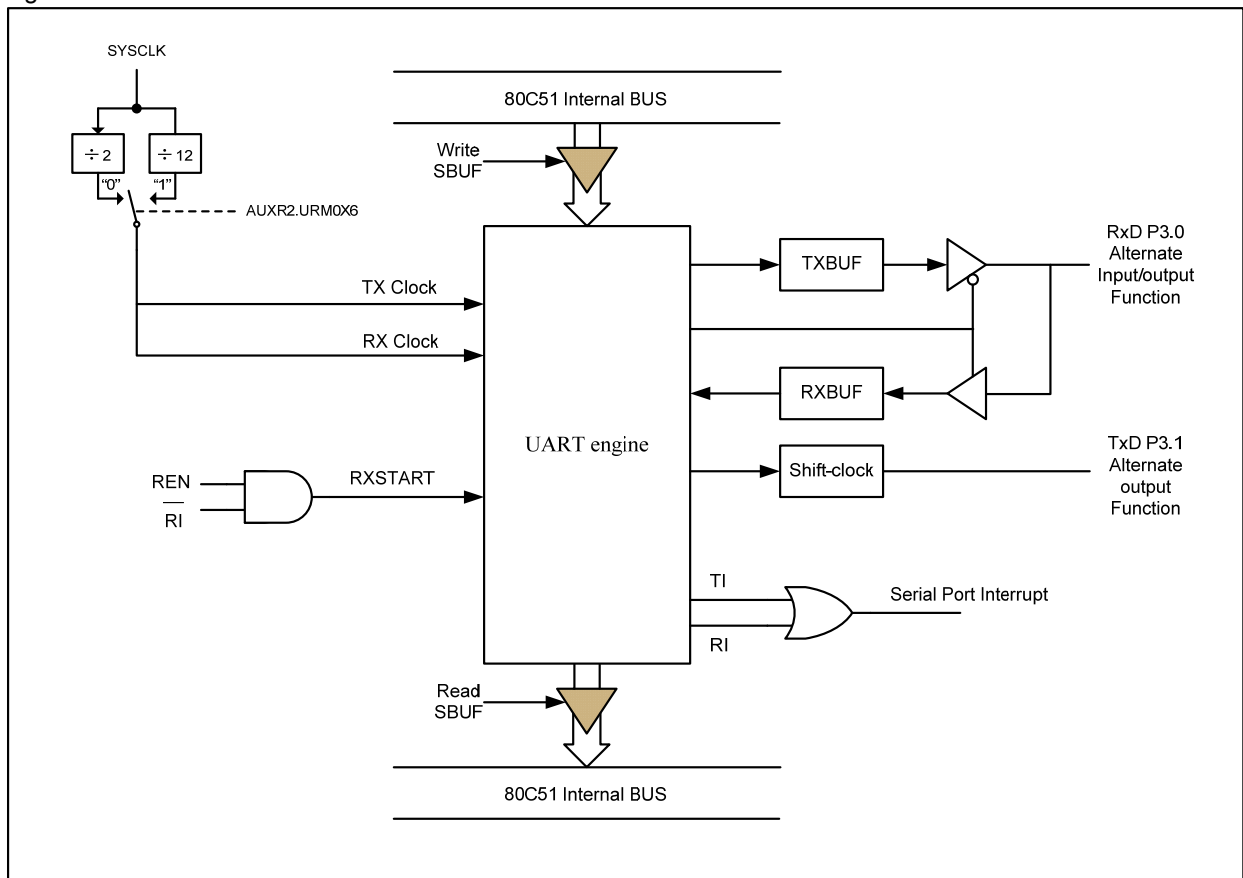 SYSCLK
÷ 2
÷ 12
"0"
"1"
AUXR2.URM0X6
80C51 Internal BUS
Write
SBUF
TX Clock
RX Clock
UART engine
TXBUF
RxD P3.0
Alternate
Input/output
Function
RXBUF
Shift-clock
TxD P3.1
Alternate
output
Function
REN
RI
RXSTART
TI
RI
Serial Port Interrupt
Read
SBUF
80C51 Internal BUS